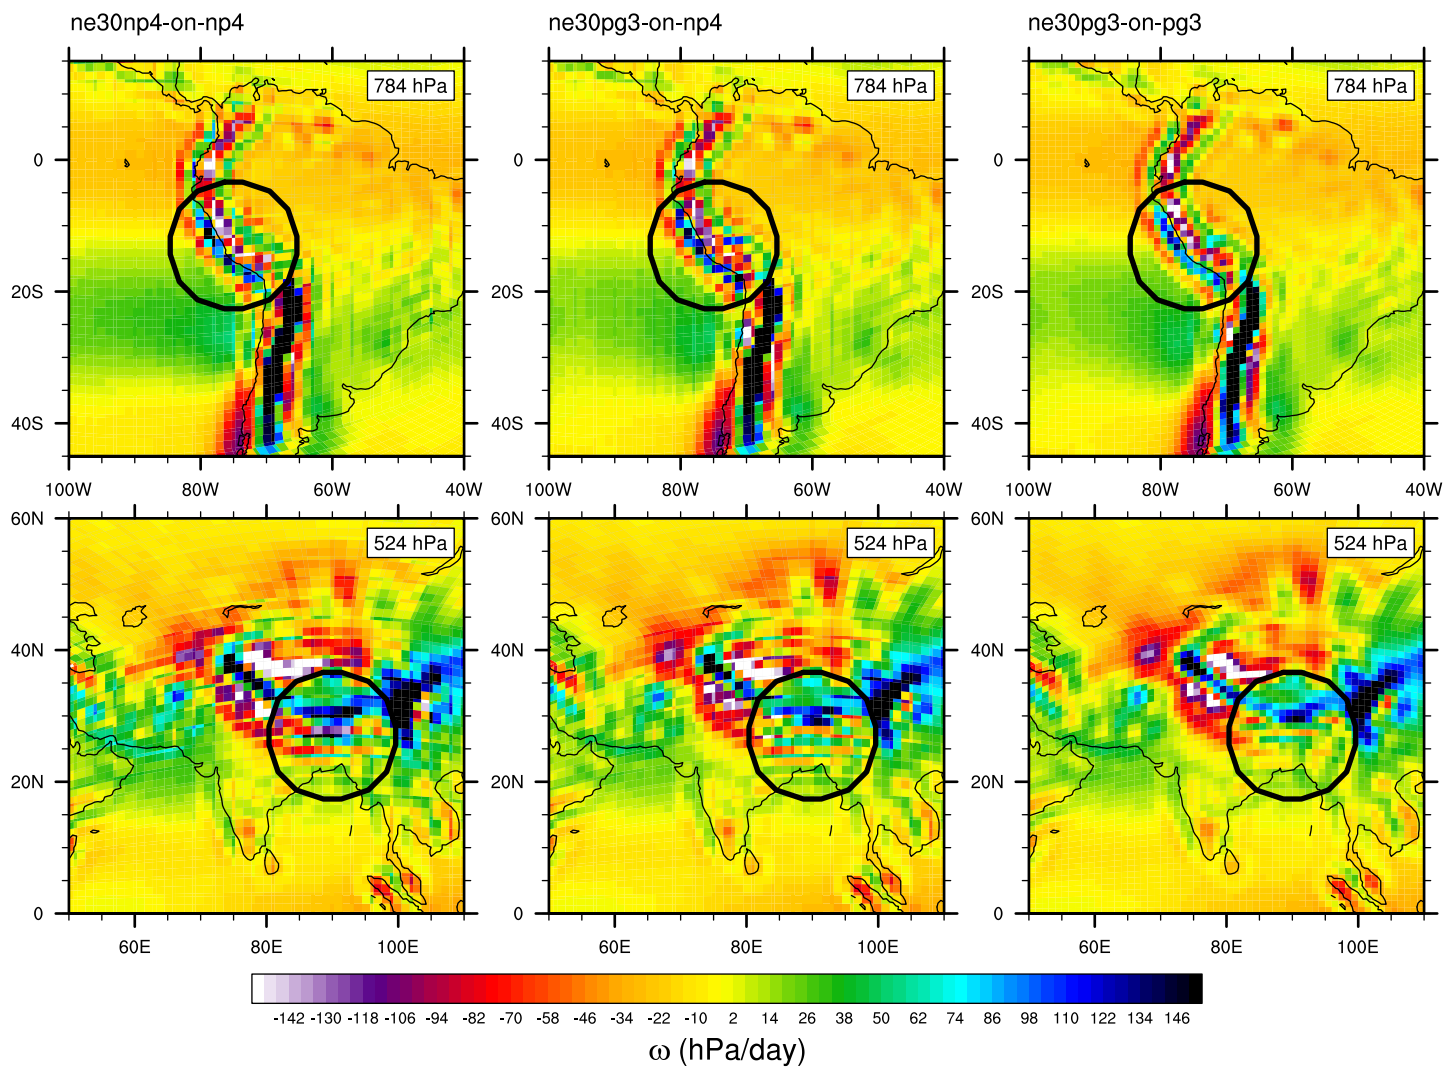 ne30np4-on-np4 ne30pg3-on-np4 ne30pg3-on-pg3
784 hPa 784 hPa 784 hPa
0 0 0
20S 20S 20S
40S 40S 40S
100W 80W 60W 40W 100W 80W 60W 40W 100W 80W 60W 40W
60N 60N 60N
524 hPa 524 hPa 524 hPa
40N 40N 40N
20N 20N 20N
0 0 0
60E 80E 100E 60E 80E 100E 60E 80E 100E
-142 -130 -118 -106 -94 -82 -70 -58 -46 -34 -22 -10 2 14 26 38 50 62 74 86 98 110 122 134 146
ω (hPa/day)